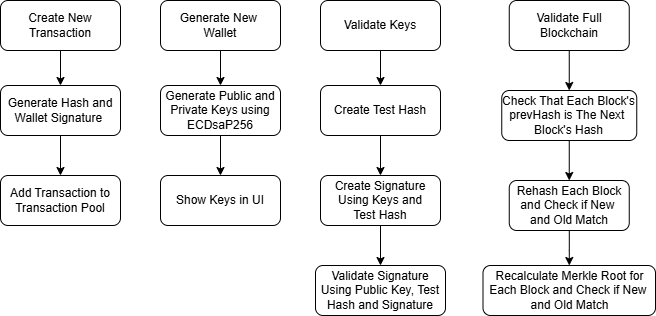 Create New
Transaction
Generate Hash and
Wallet Signature
Add Transaction to
Transaction Pool
Generate New
Wallet
Generate Public and
Private Keys using
ECDsaP256
Show Keys in UI
Validate Keys
Create Test Hash
Create Signature
Using Keys and
Test Hash
Validate Signature
Using Public Key, Test
Hash and Signature
Validate Full
Blockchain
Check That Each Block's
prevHash is The Next
Block's Hash
Rehash Each Block
and Check if New
and Old Match
Recalculate Merkle Root for
Each Block and Check if New
and Old Match